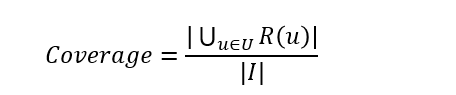 Coverage = |⋃_{u∈U} R(u)| / |I|